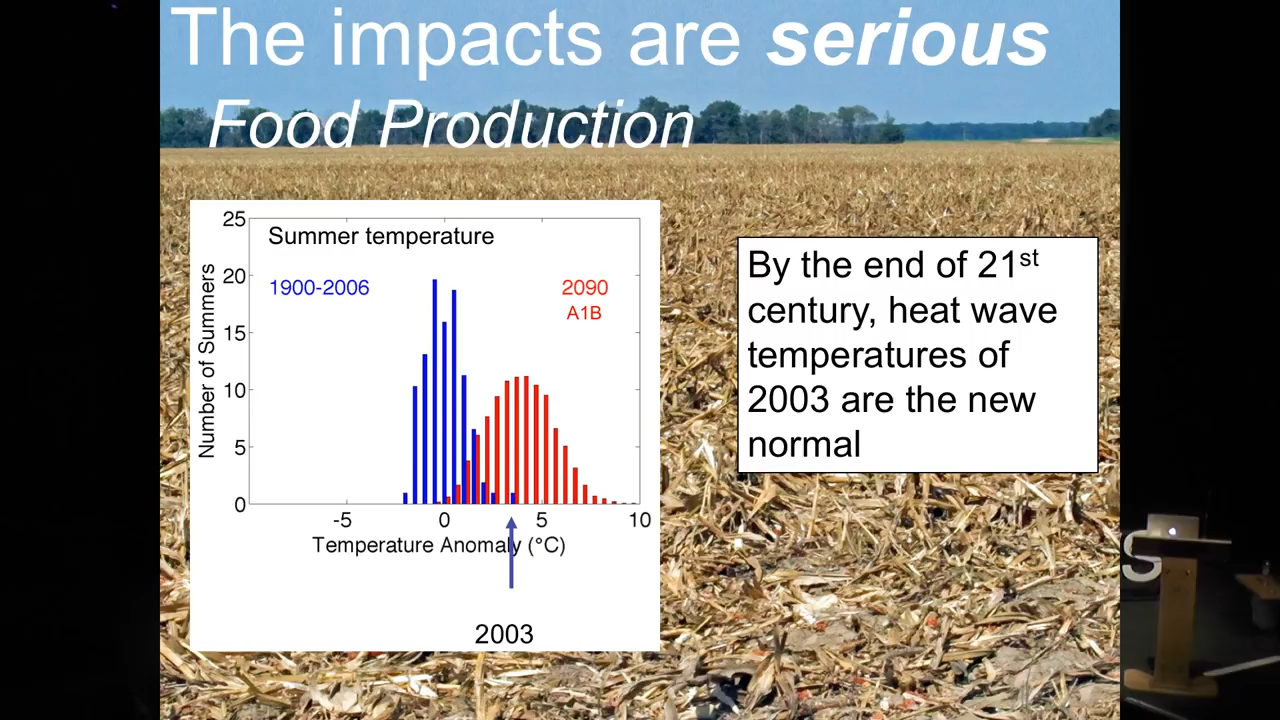 The impacts are serious
Food Production
25
Summer temperature
20
1900-2006
2090
A1B
15
10
5
0
Number of Summers
-5 0 5 10
Temperature Anomaly (°C)
2003
By the end of 21st
century, heat wave
temperatures of
2003 are the new
normal
S